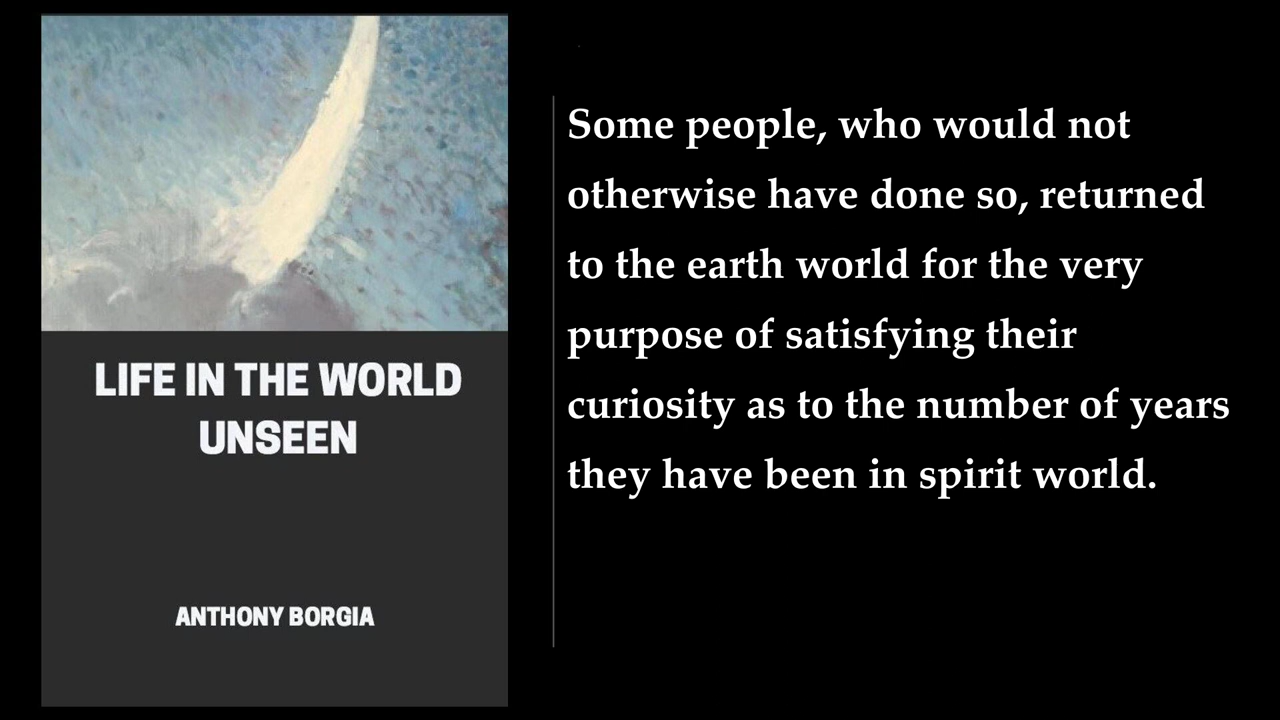 LIFE IN THE WORLD
UNSEEN
ANTHONY BORGIA
Some people, who would not
otherwise have done so, returned
to the earth world for the very
purpose of satisfying their
curiosity as to the number of years
they have been in spirit world.